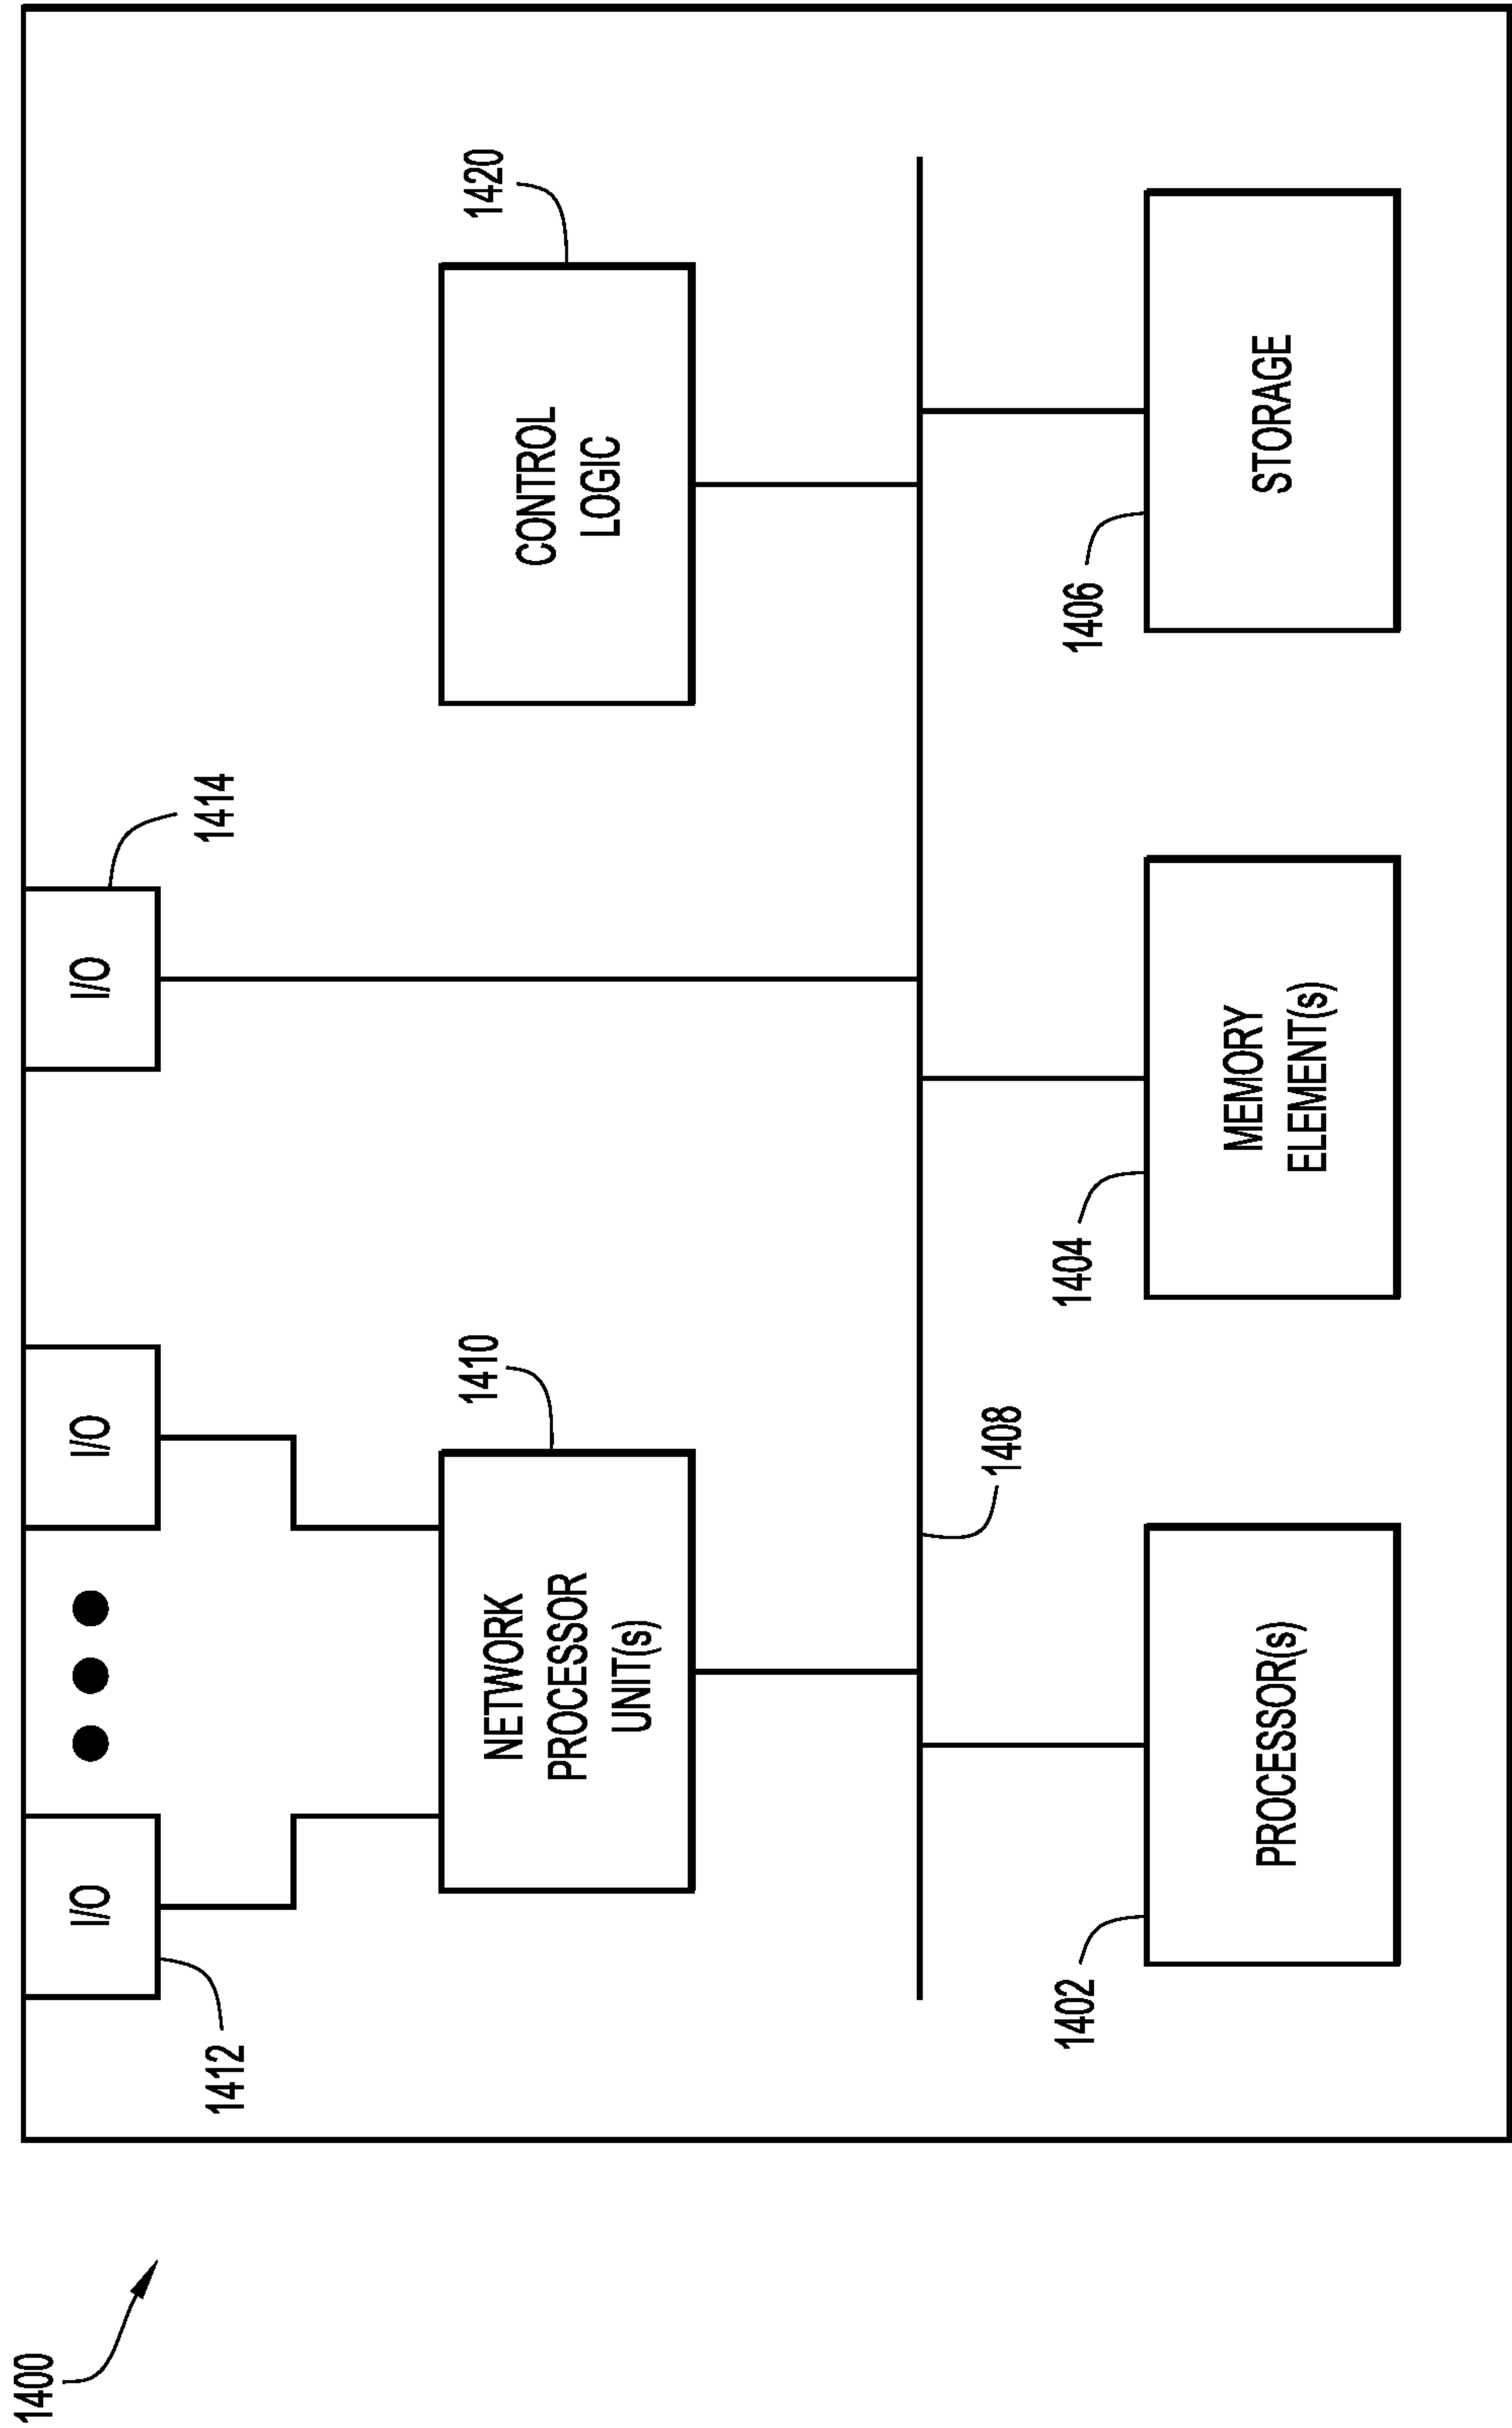 1400
I/O
I/O
I/O
1412
1414
NETWORK
PROCESSOR
UNIT(s)
1410
CONTROL
LOGIC
1420
1408
1402
PROCESSOR(s)
1404
MEMORY
ELEMENT(s)
1406
STORAGE